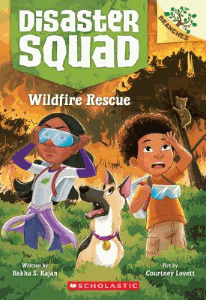 DISASTER
SQUAD
BRANCHES
Wildfire Rescue
Written by
Rekha S. Rajan
Art by
Courtney Lovett
SCHOLASTIC